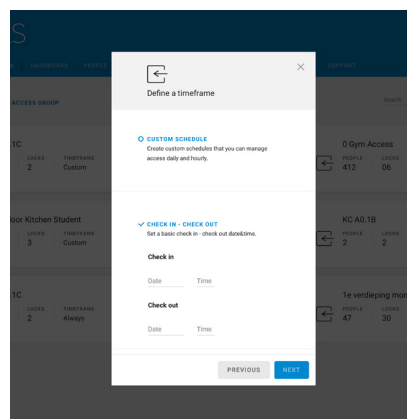 S
DASHBOARD PEOPLE SUPPORT
Define a timeframe
ACCESS GROUP
Search
CUSTOM SCHEDULE
Create custom schedules that you can manage
access daily and hourly.
1C
LOCKS TIMEFRAME
2 Custom
0 Gym Access
PEOPLE LOCKS
412 06
CHECK IN - CHECK OUT
Set a basic check in - check out date&time.
oor Kitchen Student
LOCKS TIMEFRAME
3 Custom
KC A0.1B
PEOPLE LOCKS
2 2
Check in
Date Time
Check out
Date Time
1C
LOCKS TIMEFRAME
2 Always
1e verdieping mon
PEOPLE LOCKS
47 30
PREVIOUS NEXT